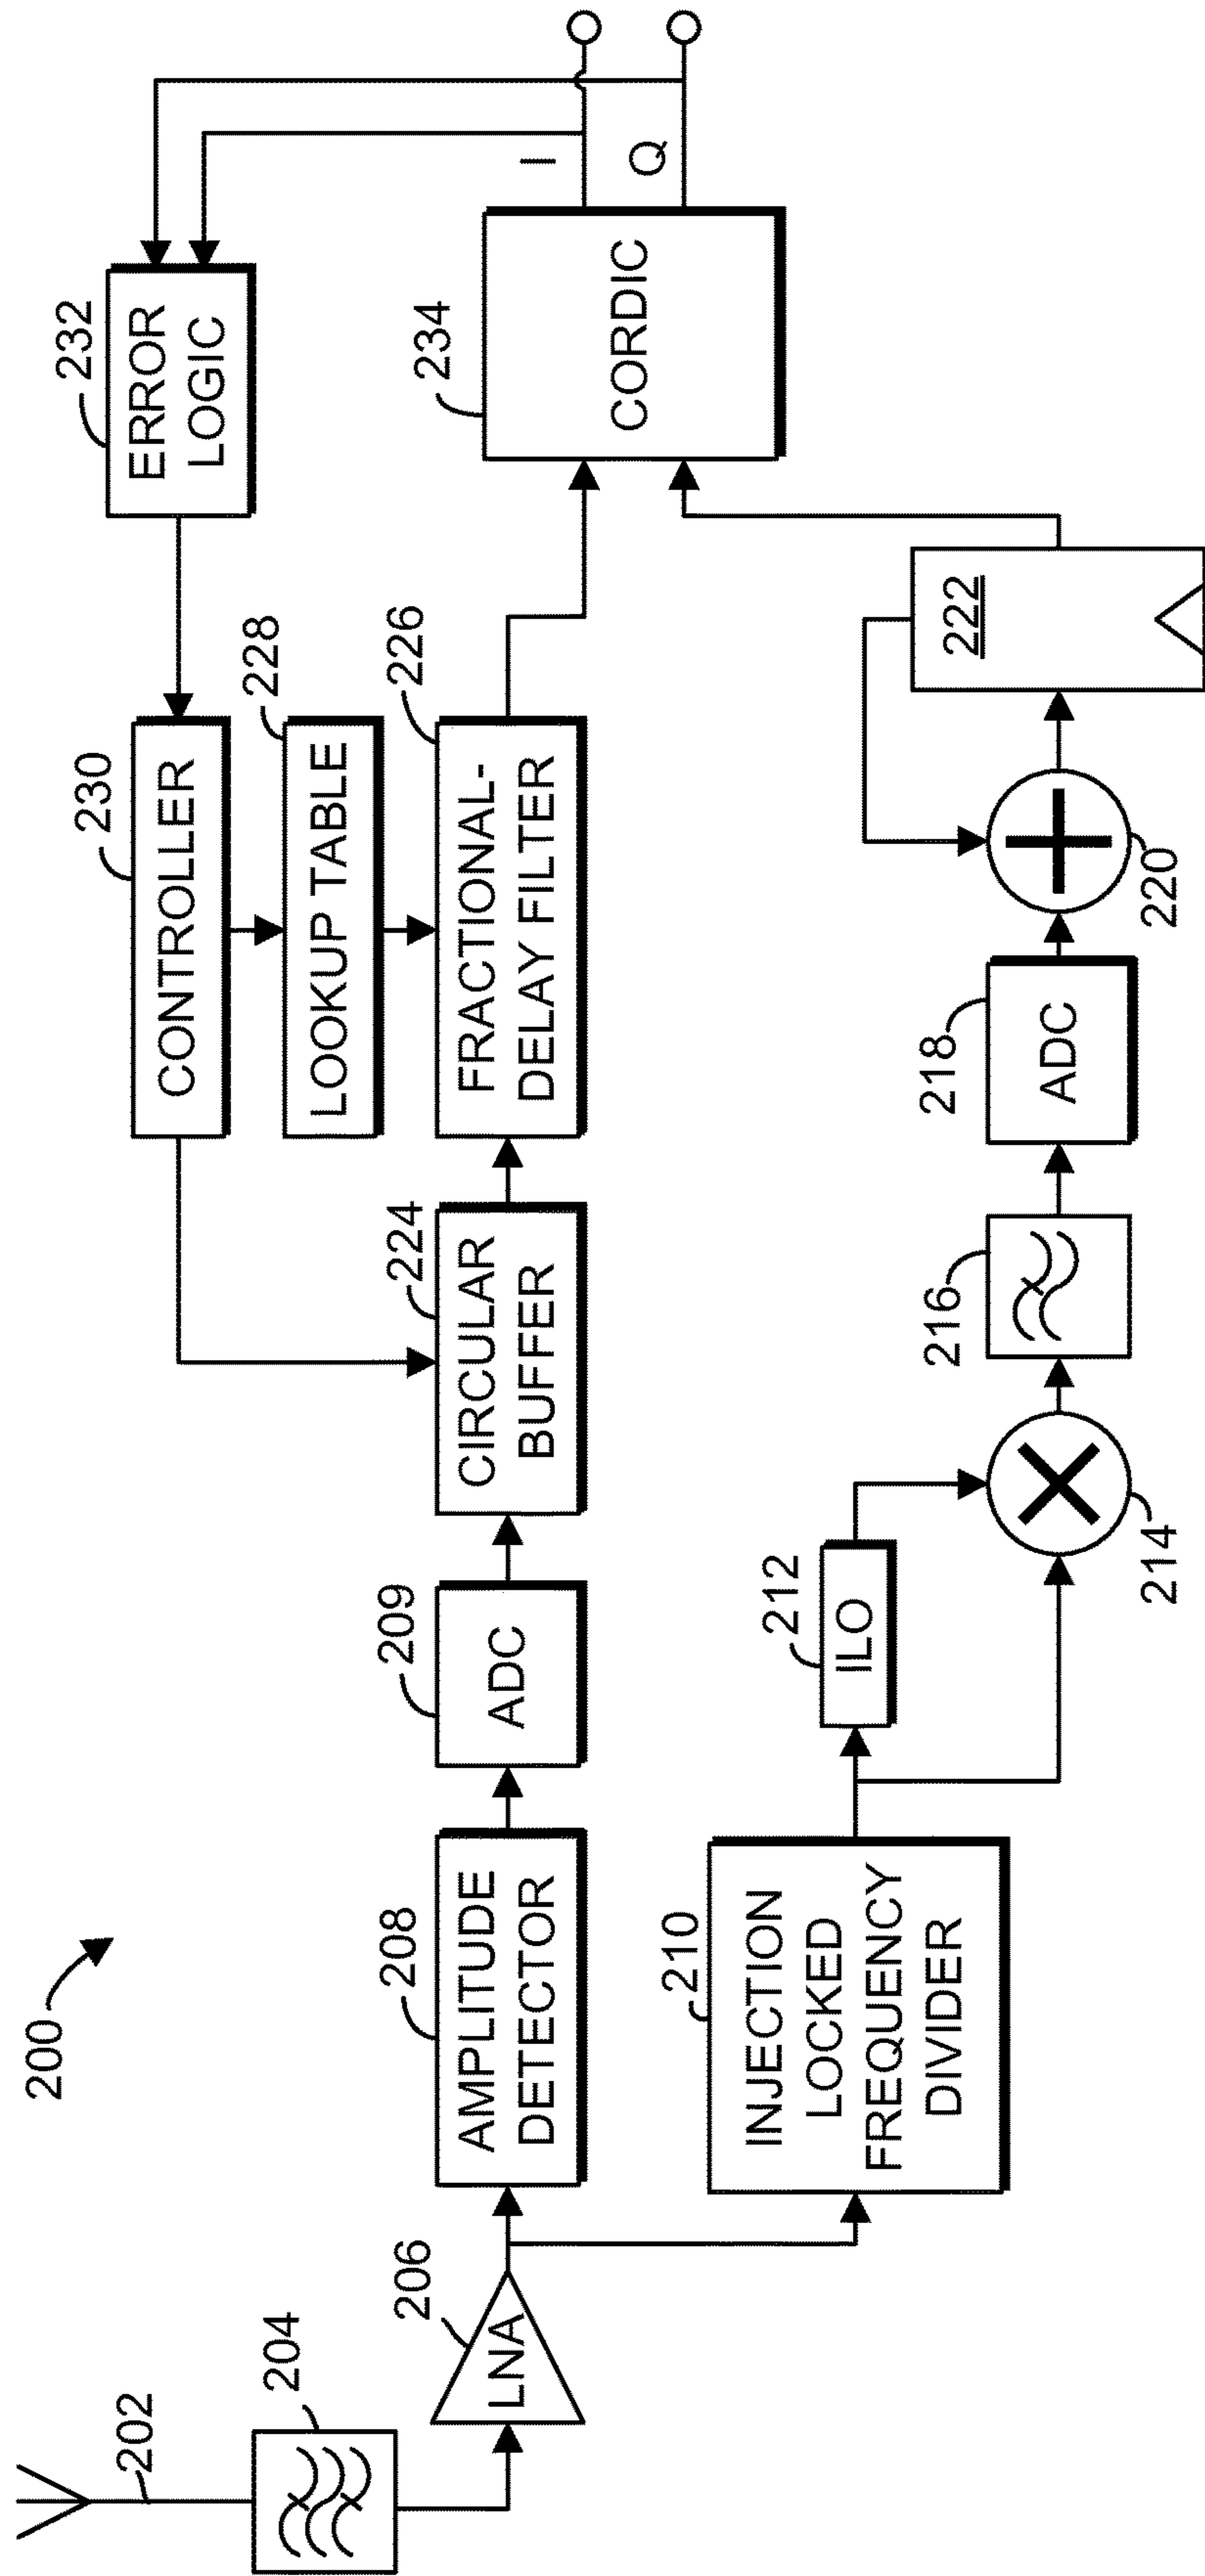 200
202
204
206
LNA
208
AMPLITUDE
DETECTOR
209
ADC
224
CIRCULAR
BUFFER
230
CONTROLLER
228
LOOKUP TABLE
226
FRACTIONAL-
DELAY FILTER
232
ERROR
LOGIC
234
CORDIC
I
Q
210
INJECTION
LOCKED
FREQUENCY
DIVIDER
212
ILO
214
216
218
ADC
220
222